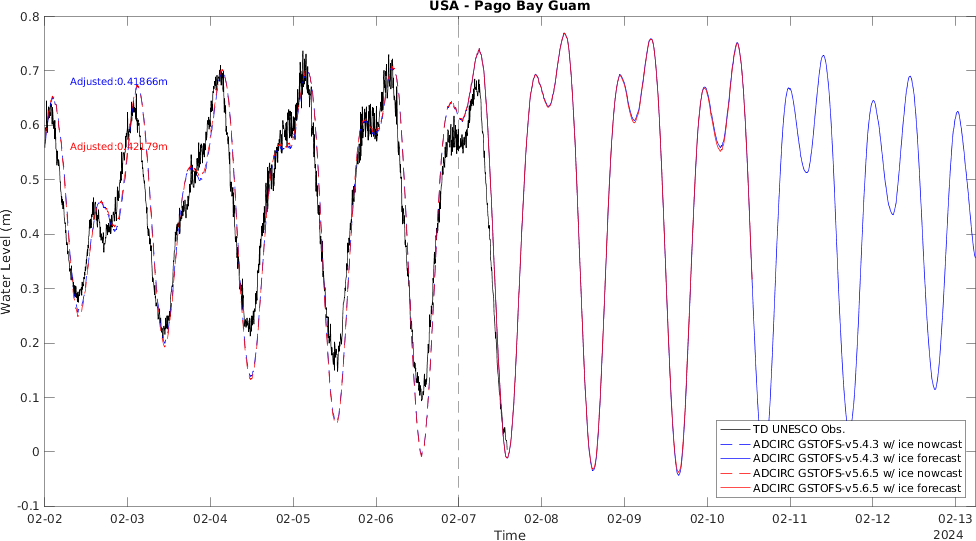 USA - Pago Bay Guam
Water Level (m)
0.8
0.7
0.6
0.5
0.4
0.3
0.2
0.1
0
-0.1
Adjusted:0.41866m
Adjusted:0.42179m
TD UNESCO Obs.
ADCIRC GSTOFS-v5.4.3 w/ ice nowcast
ADCIRC GSTOFS-v5.4.3 w/ ice forecast
ADCIRC GSTOFS-v5.6.5 w/ ice nowcast
ADCIRC GSTOFS-v5.6.5 w/ ice forecast
02-02 02-03 02-04 02-05 02-06 02-07 02-08 02-09 02-10 02-11 02-12 02-13
Time
2024